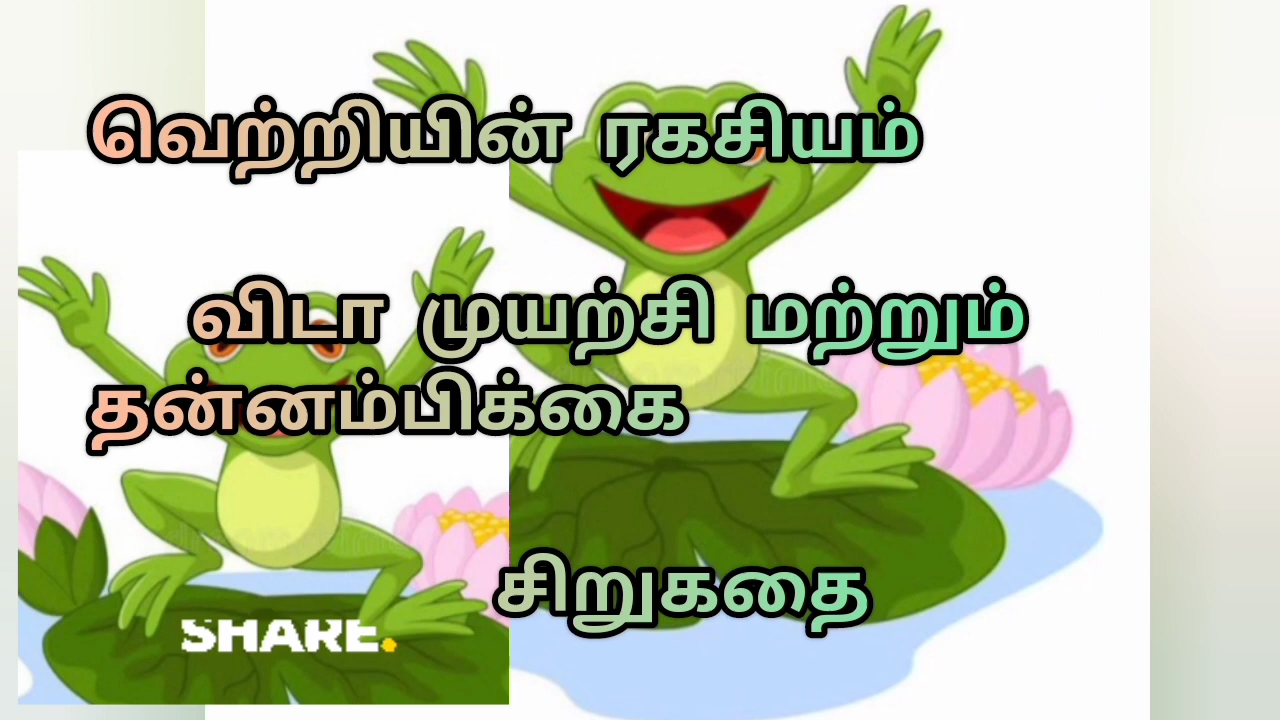 வெற்றியின் ரகசியம்
விடா முயற்சி மற்றும்
தன்னம்பிக்கை
சிறுகதை
SHARE.